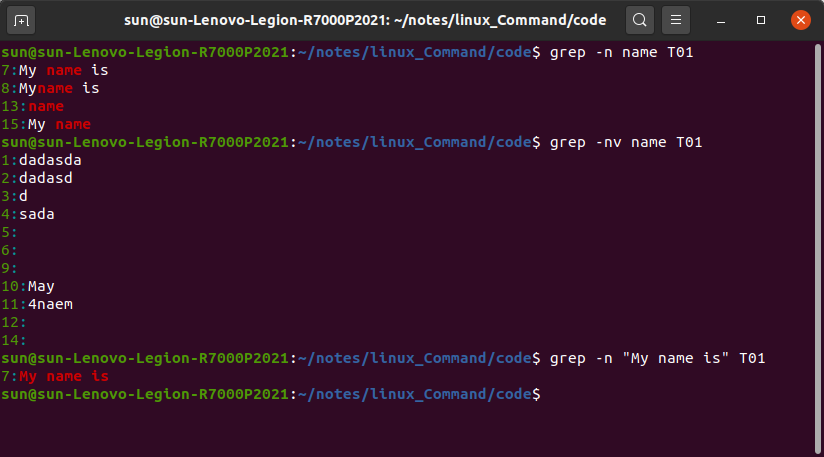 sun@sun-Lenovo-Legion-R7000P2021: ~/notes/linux_Command/code
sun@sun-Lenovo-Legion-R7000P2021:~/notes/linux_Command/code$ grep -n name T01
7:My name is
8:Myname is
13:name
15:My name
sun@sun-Lenovo-Legion-R7000P2021:~/notes/linux_Command/code$ grep -nv name T01
1:dadasda
2:dadasd
3:d
4:sada
5:
6:
9:
10:May
11:4naem
12:
14:
sun@sun-Lenovo-Legion-R7000P2021:~/notes/linux_Command/code$ grep -n "My name is" T01
7:My name is
sun@sun-Lenovo-Legion-R7000P2021:~/notes/linux_Command/code$